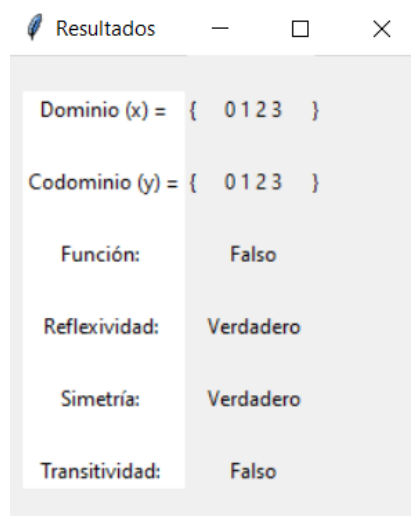 Resultados
Dominio (x) = { 0 1 2 3 }
Codominio (y) = { 0 1 2 3 }
Función: Falso
Reflexividad: Verdadero
Simetría: Verdadero
Transitividad: Falso